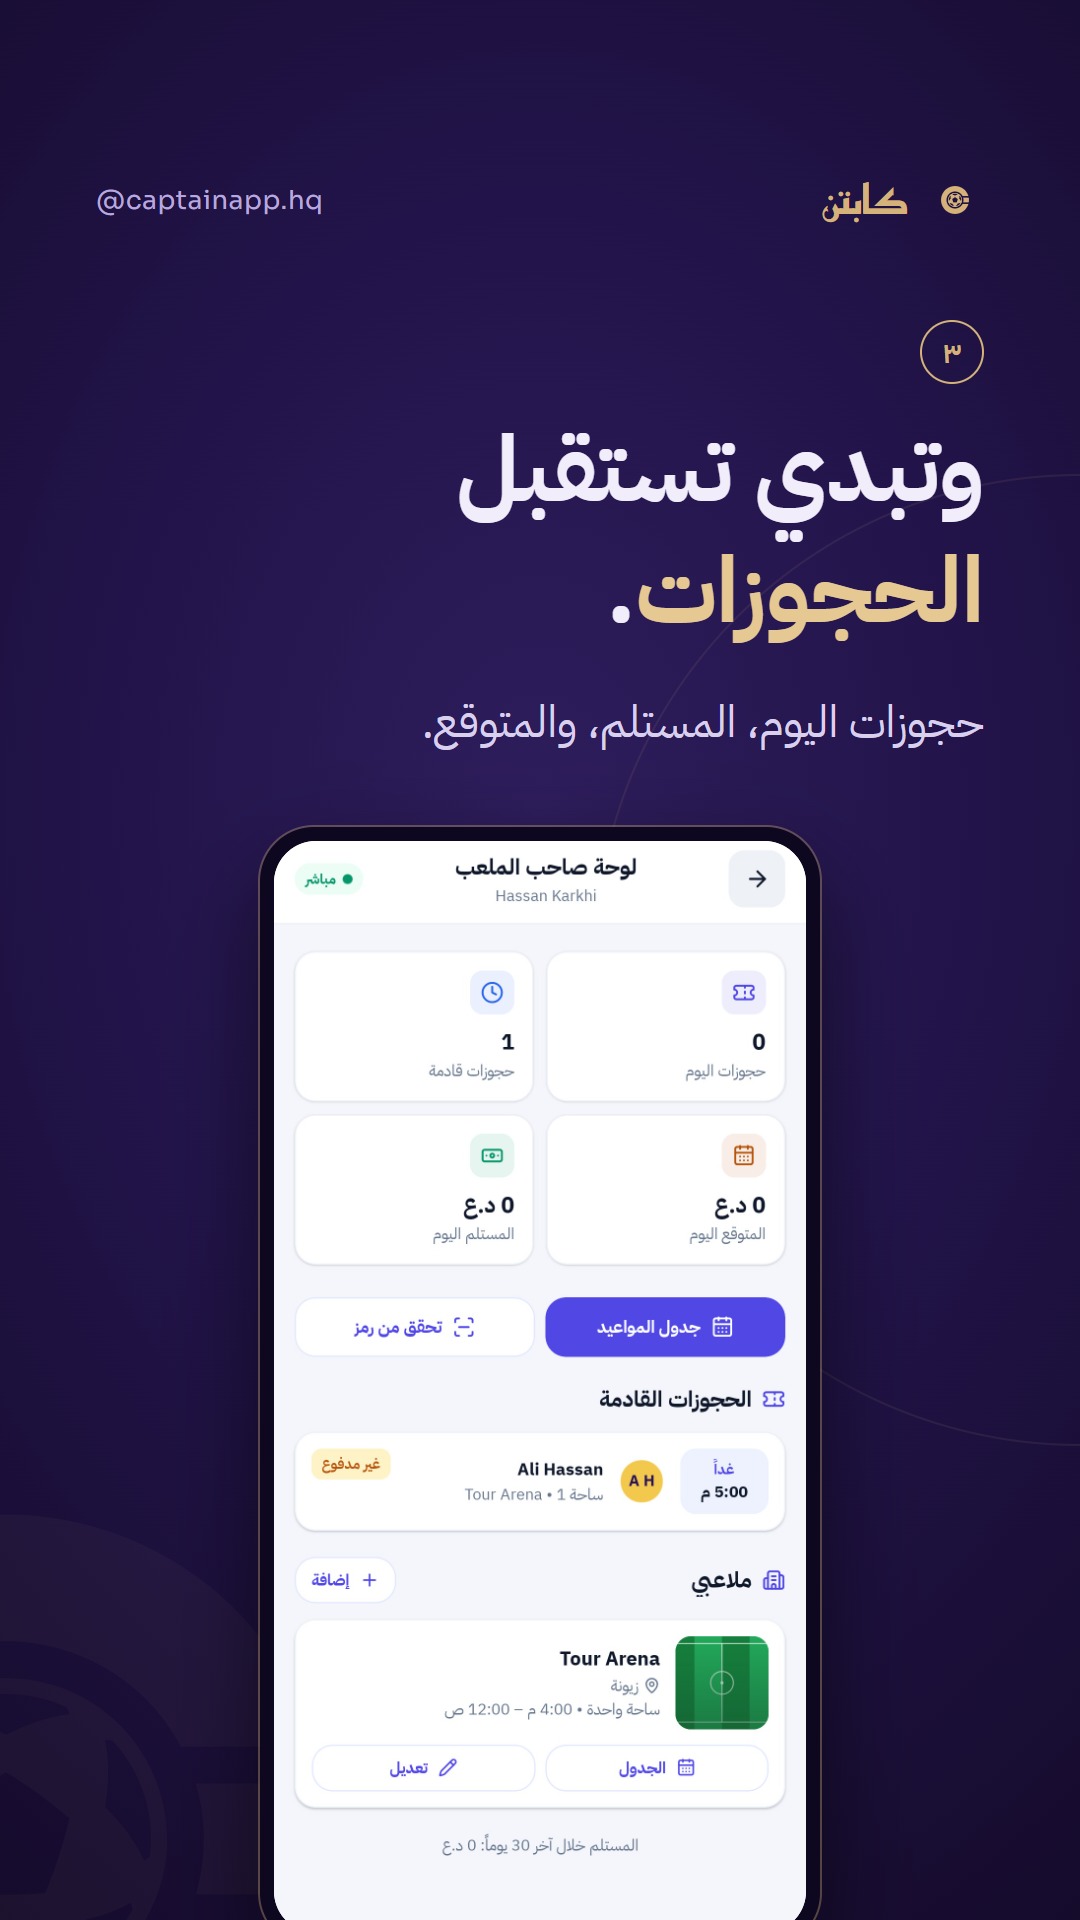 كابتن
@captainapp.hq
٣
وتبدي تستقبل
الحجوزات.
حجوزات اليوم، المستلم، والمتوقع.
لوحة صاحب الملعب
Hassan Karkhi
مباشر
0
حجوزات اليوم
1
حجوزات قادمة
0 د.ع
المتوقع اليوم
0 د.ع
المستلم اليوم
جدول المواعيد
تحقق من رمز
الحجوزات القادمة
غداً
5:00 م
A H
Ali Hassan
ساحة 1 • Tour Arena
غير مدفوع
ملاعبي
إضافة
Tour Arena
زيونة
ساحة واحدة • 4:00 م – 12:00 ص
الجدول
تعديل
المستلم خلال آخر 30 يوماً: 0 د.ع